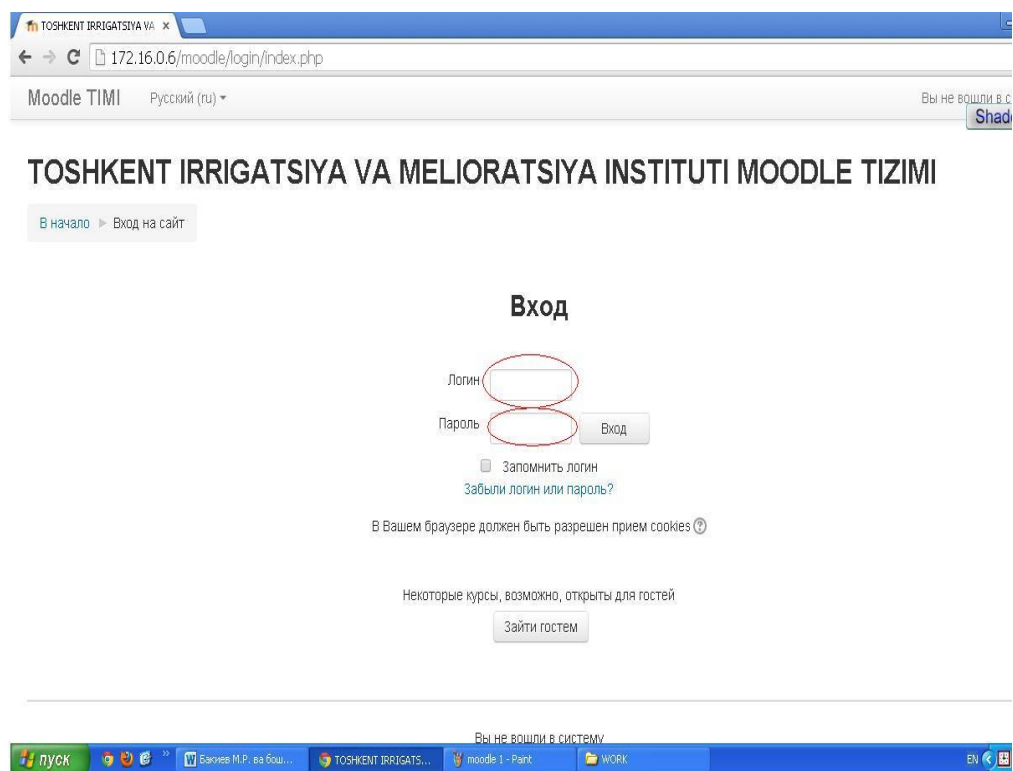 TOSHKENT IRRIGATSIYA VA
172.16.0.6/moodle/login/index.php
Moodle TIMI Русский (ru) Вы не вошли в с
Shad
TOSHKENT IRRIGATSIYA VA MELIORATSIYA INSTITUTI MOODLE TIZIMI
В начало Вход на сайт
Вход
Логин
Пароль Вход
Запомнить логин
Забыли логин или пароль?
В Вашем браузере должен быть разрешен прием cookies
Некоторые курсы, возможно, открыты для гостей
Зайти гостем
Вы не вошли в систему
пуск Бакиев М.Р. ва бош... TOSHKENT IRRIGATS... moodle 1 - Paint WORK EN